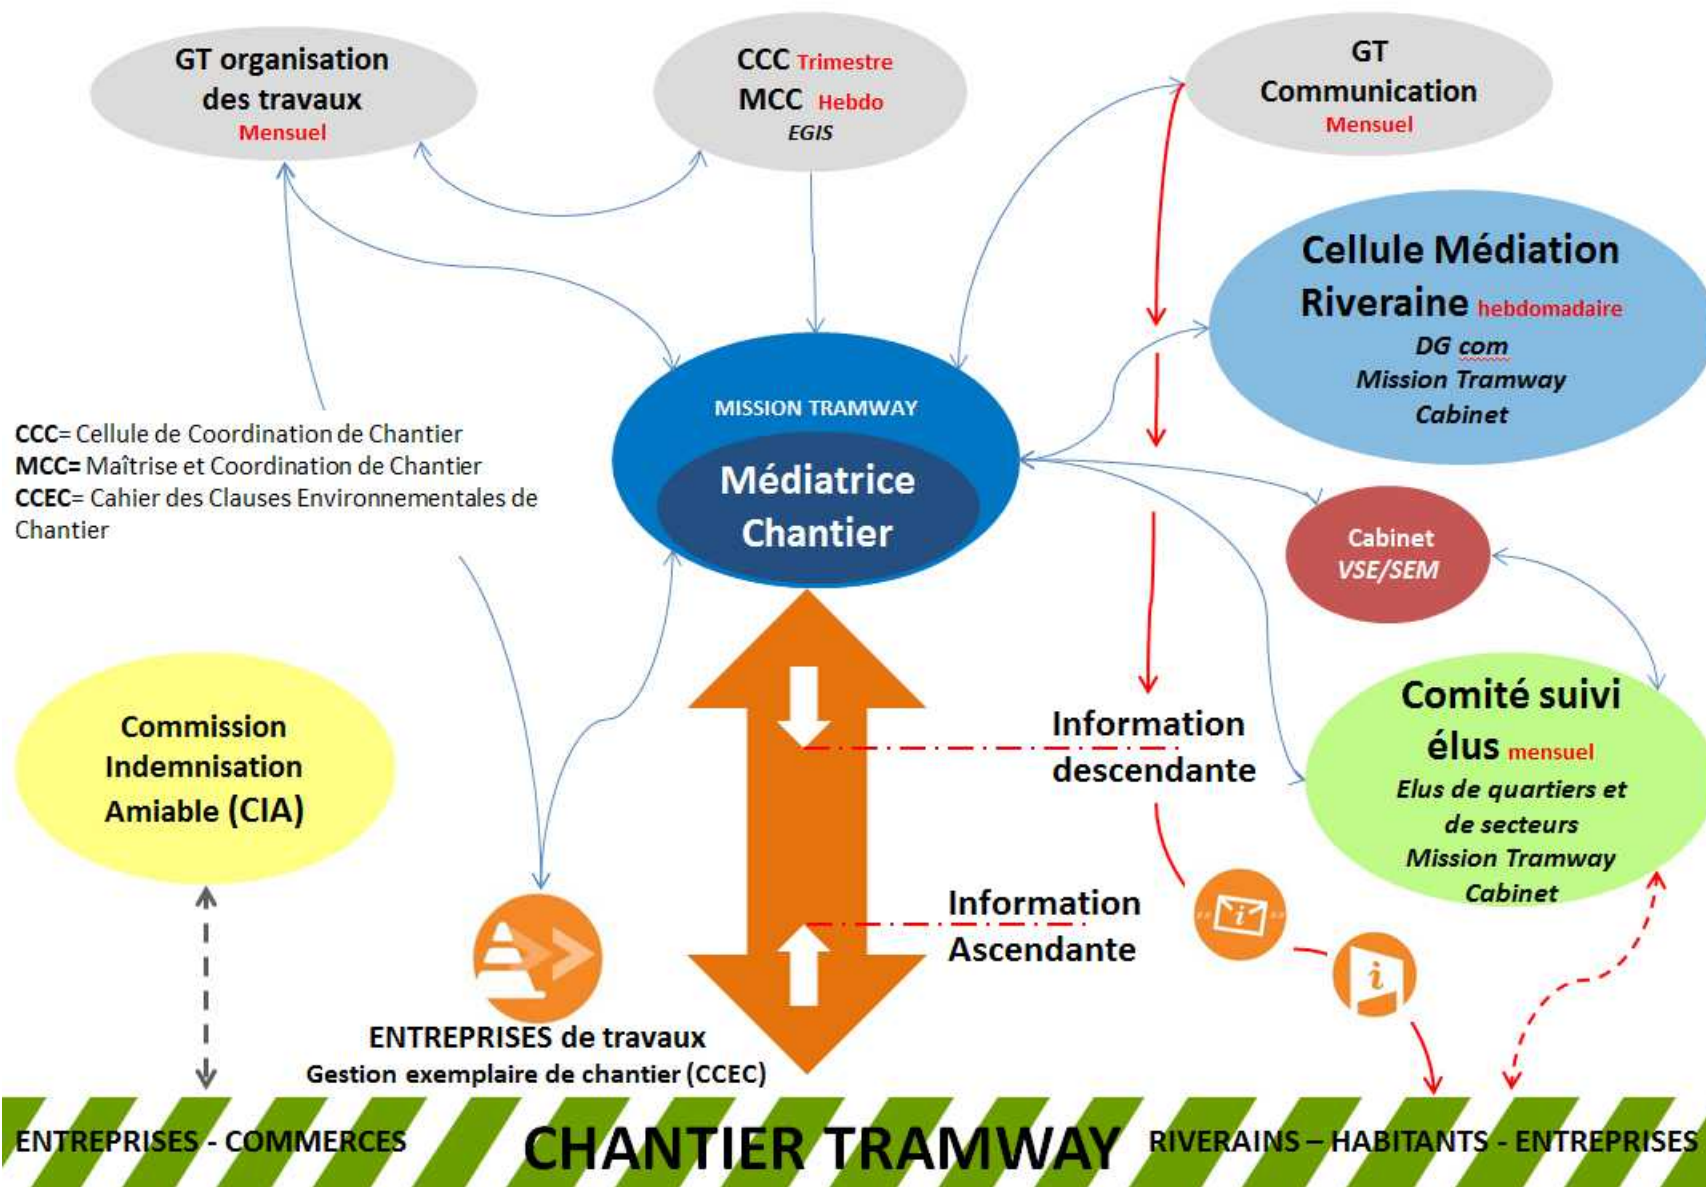 GT organisation
des travaux
Mensuel
CCC Trimestre
MCC Hebdo
EGIS
GT
Communication
Mensuel
Cellule Médiation
Riveraine hebdomadaire
DG com
Mission Tramway
Cabinet
MISSION TRAMWAY
Médiatrice
Chantier
CCC= Cellule de Coordination de Chantier
MCC= Maîtrise et Coordination de Chantier
CCEC= Cahier des Clauses Environnementales de
Chantier
Cabinet
VSE/SEM
Commission
Indemnisation
Amiable (CIA)
Information
descendante
Comité suivi
élus mensuel
Elus de quartiers et
de secteurs
Mission Tramway
Cabinet
Information
Ascendante
i
i
ENTREPRISES de travaux
Gestion exemplaire de chantier (CCEC)
ENTREPRISES - COMMERCES
CHANTIER TRAMWAY
RIVERAINS – HABITANTS - ENTREPRISES